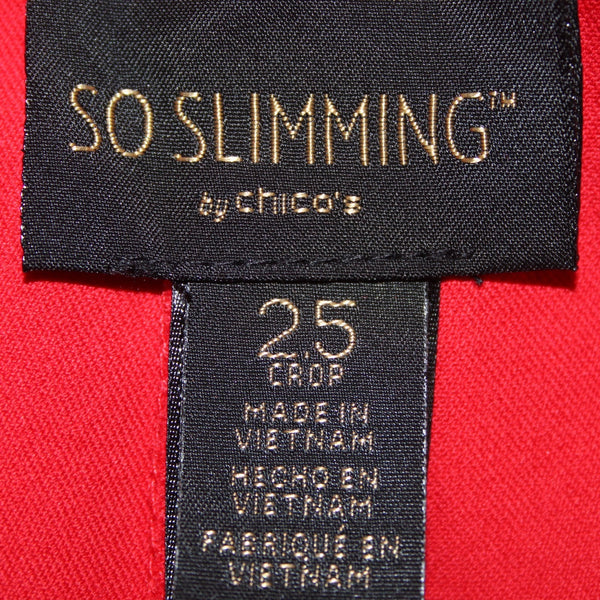 SO SLIMMING™
by chico's
2.5
CROP
MADE IN
VIETNAM
HECHO EN
VIETNAM
FABRIQUÉ EN
VIETNAM